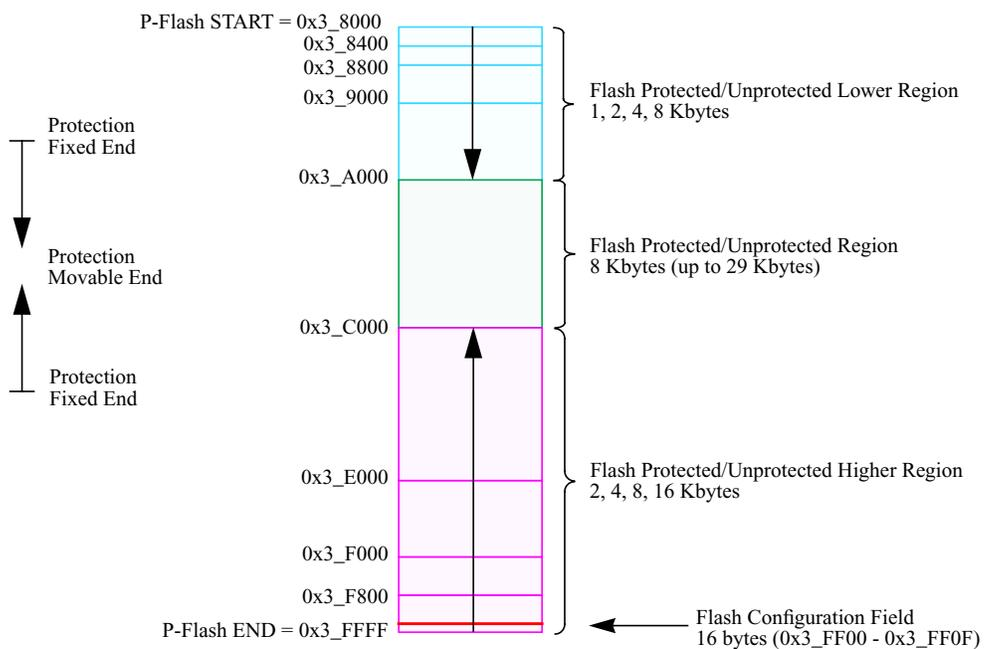 P-Flash START = 0x3_8000
0x3_8400
0x3_8800
0x3_9000
Flash Protected/Unprotected Lower Region
1, 2, 4, 8 Kbytes
Protection
Fixed End
0x3_A000
Protection
Movable End
Flash Protected/Unprotected Region
8 Kbytes (up to 29 Kbytes)
0x3_C000
Protection
Fixed End
0x3_E000
Flash Protected/Unprotected Higher Region
2, 4, 8, 16 Kbytes
0x3_F000
0x3_F800
P-Flash END = 0x3_FFFF
Flash Configuration Field
16 bytes (0x3_FF00 - 0x3_FF0F)